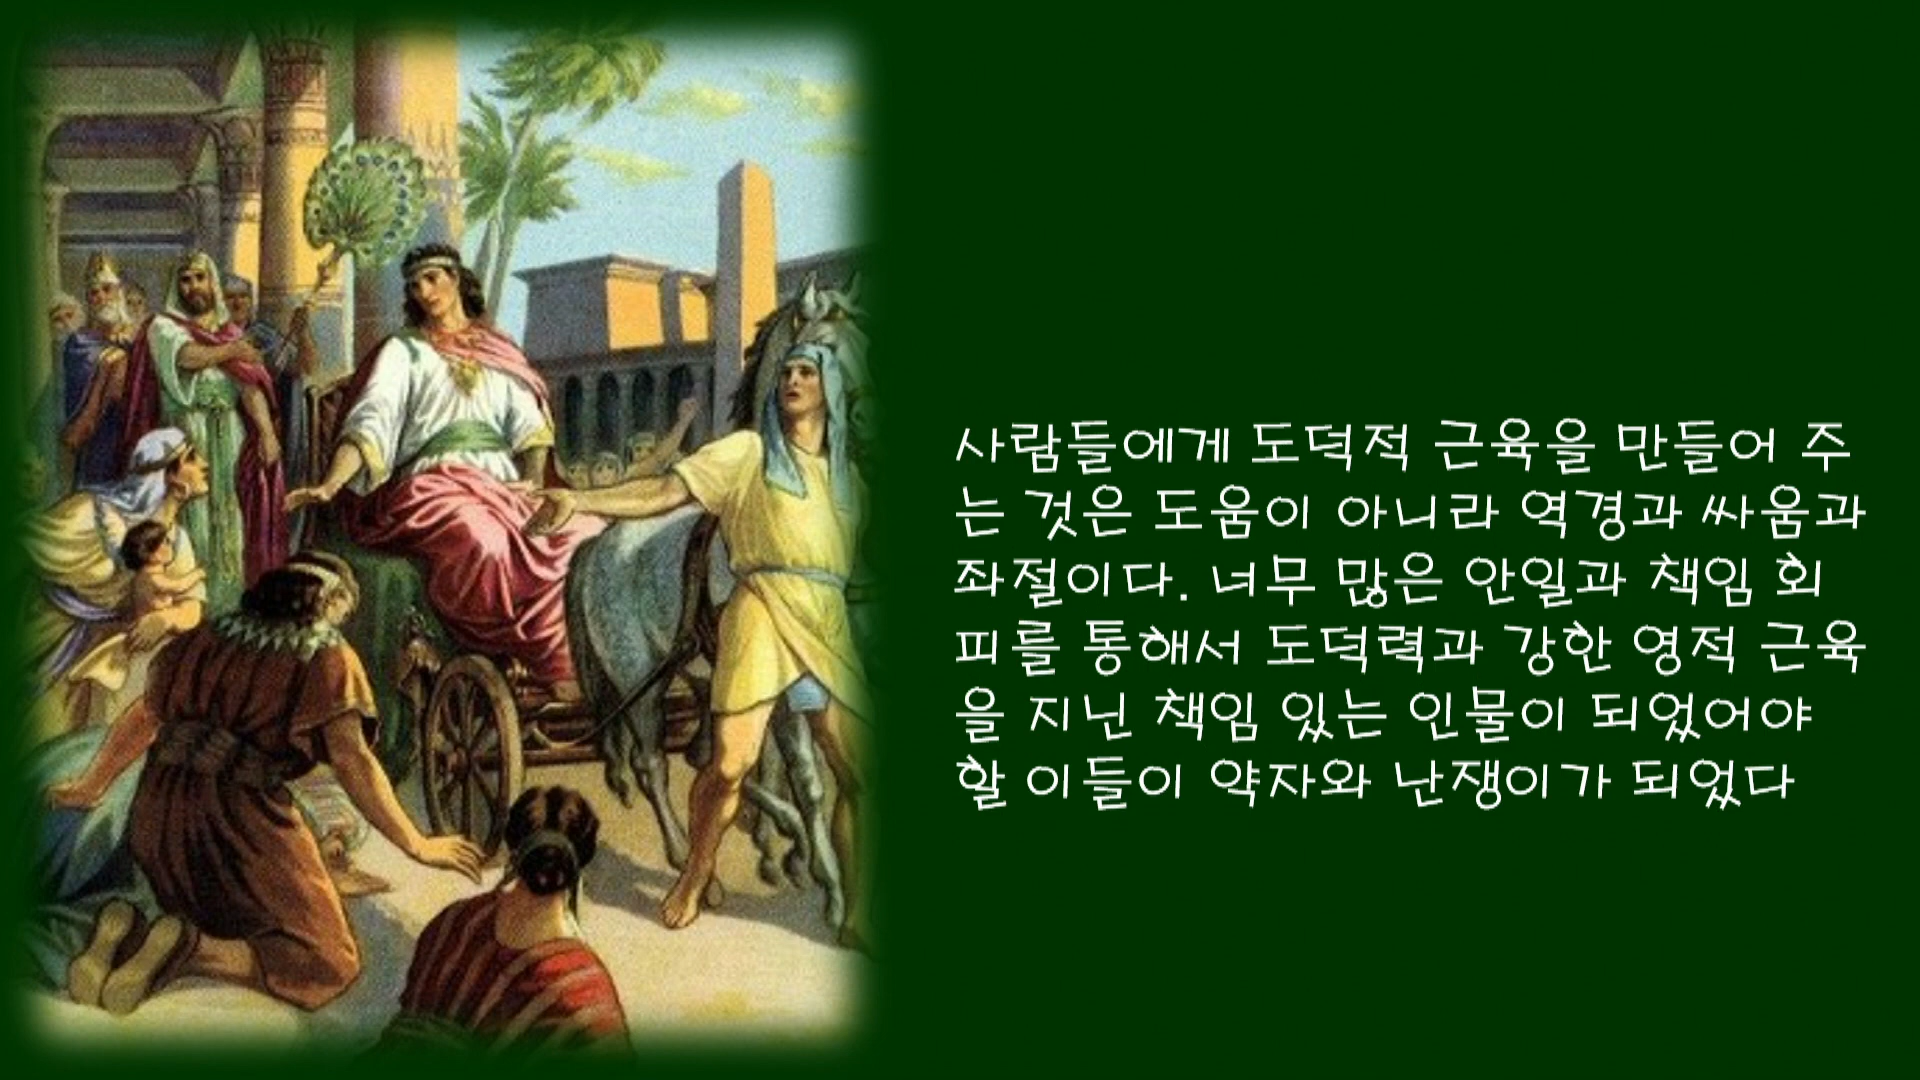 사람들에게 도덕적 근육을 만들어 주
는 것은 도움이 아니라 역경과 싸움과
좌절이다. 너무 많은 안일과 책임 회
피를 통해서 도덕력과 강한 영적 근육
을 지닌 책임 있는 인물이 되었어야
할 이들이 약자와 난쟁이가 되었다